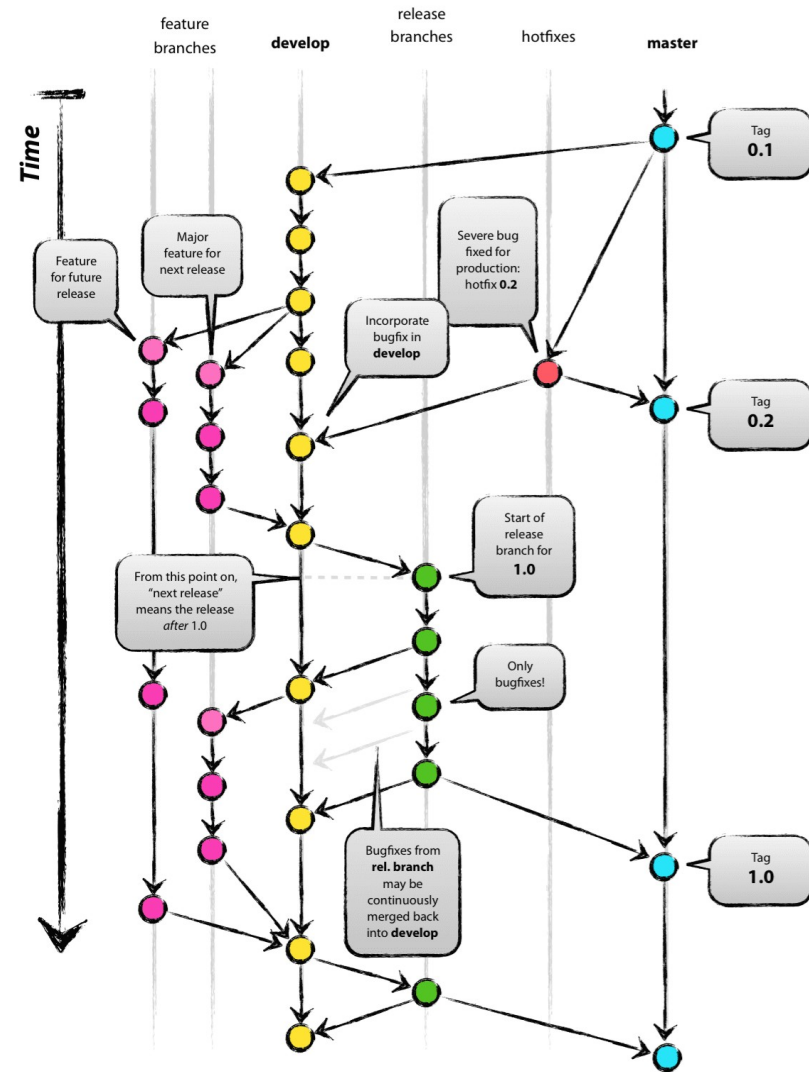 feature
branches
develop
release
branches
hotfixes
master
Time
Tag
0.1
Major
feature for
next release
Severe bug
fixed for
production:
hotfix 0.2
Feature
for future
release
Incorporate
bugfix in
develop
Tag
0.2
Start of
release
branch for
1.0
From this point on,
“next release”
means the release
after 1.0
Only
bugfixes!
Bugfixes from
rel. branch
may be
continuously
merged back
into develop
Tag
1.0